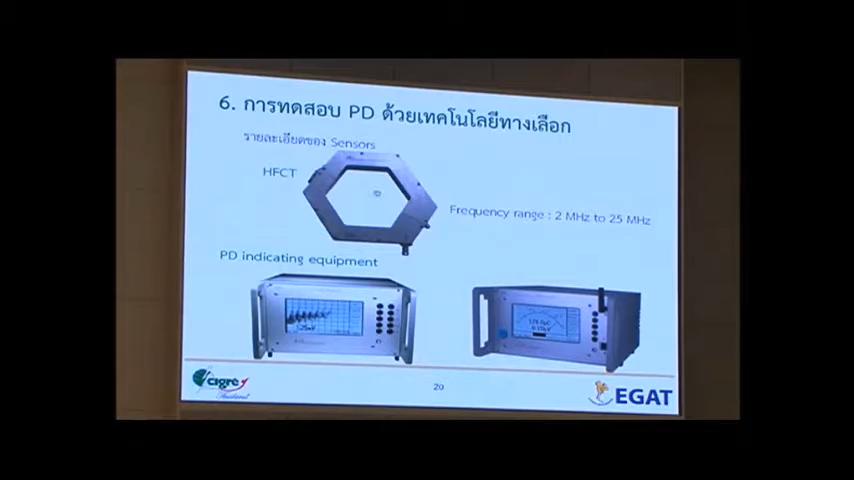 6. การทดสอบ PD ด้วยเทคโนโลยีทางเลือก
รายละเอียดของ Sensors
HFCT
Frequency range : 2 MHz to 25 MHz
PD indicating equipment
cigre
Thailand
20
EGAT